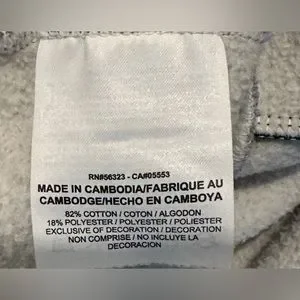 RN#56323 - CA#05553
MADE IN CAMBODIA/FABRIQUE AU
CAMBODGE/HECHO EN CAMBOYA
82% COTTON / COTON / ALGODON
18% POLYESTER / POLYESTER / POLIESTER
EXCLUSIVE OF DECORATION / DECORATION
NON COMPRISE / NO INCLUYE LA
DECORACION